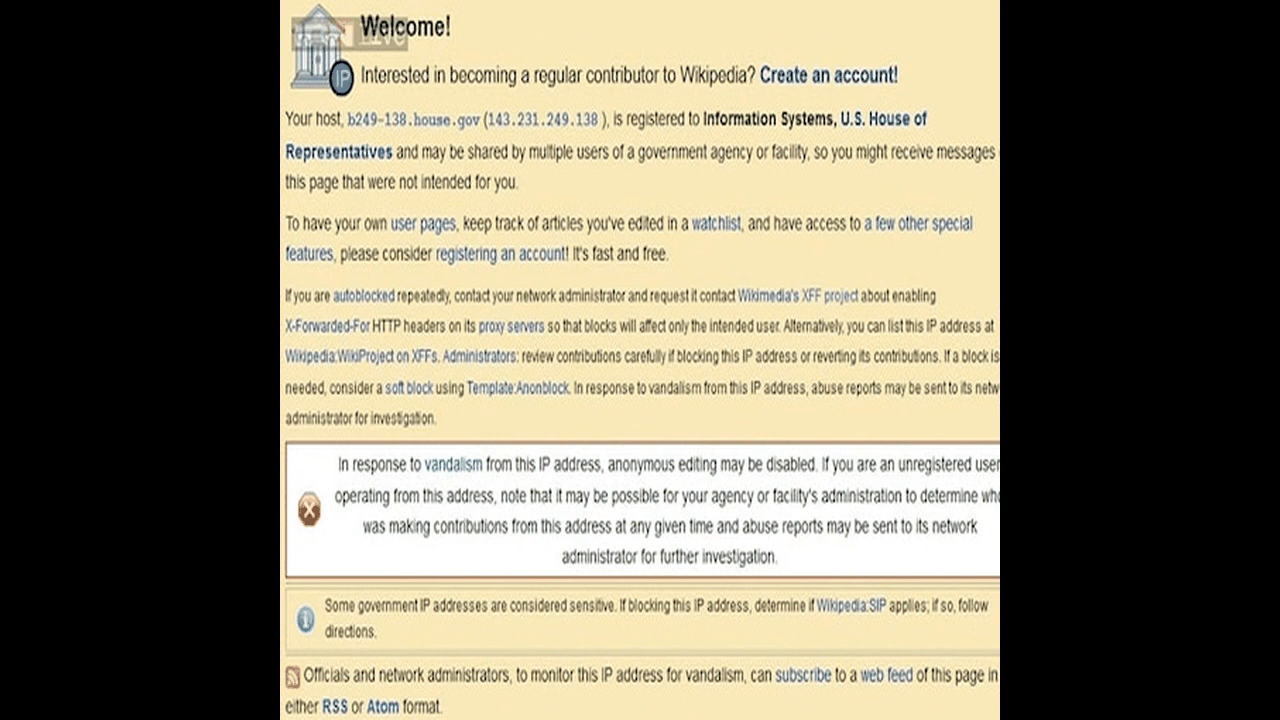 Welcome!
live
IP
Interested in becoming a regular contributor to Wikipedia? Create an account!
Your host, b249-138.house.gov (143.231.249.138 ), is registered to Information Systems, U.S. House of
Representatives and may be shared by multiple users of a government agency or facility, so you might receive messages
this page that were not intended for you.
To have your own user pages, keep track of articles you've edited in a watchlist, and have access to a few other special
features, please consider registering an account! It's fast and free.
If you are autoblocked repeatedly, contact your network administrator and request it contact Wikimedia's XFF project about enabling
X-Forwarded-For HTTP headers on its proxy servers so that blocks will affect only the intended user. Alternatively, you can list this IP address at
Wikipedia:WikiProject on XFFs. Administrators: review contributions carefully if blocking this IP address or reverting its contributions. If a block is
needed, consider a soft block using Template:Anonblock. In response to vandalism from this IP address, abuse reports may be sent to its netw
administrator for investigation.
In response to vandalism from this IP address, anonymous editing may be disabled. If you are an unregistered user
operating from this address, note that it may be possible for your agency or facility's administration to determine who
was making contributions from this address at any given time and abuse reports may be sent to its network
administrator for further investigation.
Some government IP addresses are considered sensitive. If blocking this IP address, determine if Wikipedia:SIP applies; if so, follow
directions.
Officials and network administrators, to monitor this IP address for vandalism, can subscribe to a web feed of this page in
either RSS or Atom format.